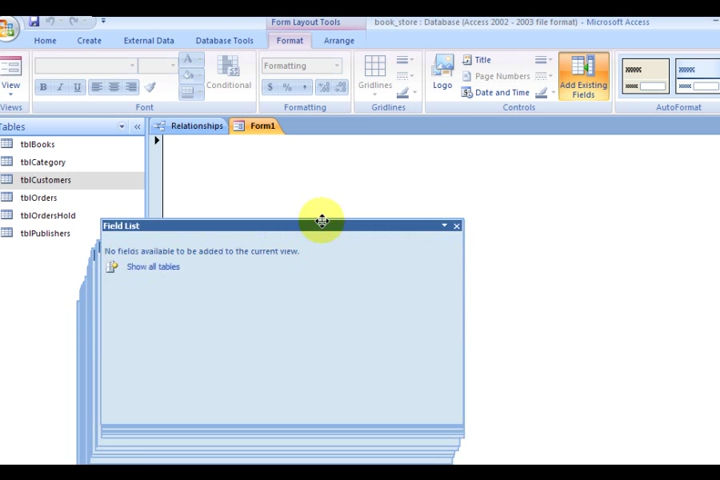 Form Layout Tools book_store : Database (Access 2002 - 2003 file format) - Microsoft Access
Home Create External Data Database Tools Format Arrange
View
Views
B I U
Font
Conditional
Formatting
$ % ,
Formatting
Gridlines
Gridlines
Logo
Title
Page Numbers
Date and Time
Controls
Add Existing
Fields
XXXX XXXX
AutoFormat
Tables
tblBooks
tblCategory
tblCustomers
tblOrders
tblOrdersHold
tblPublishers
Relationships Form1
Field List
No fields available to be added to the current view.
Show all tables